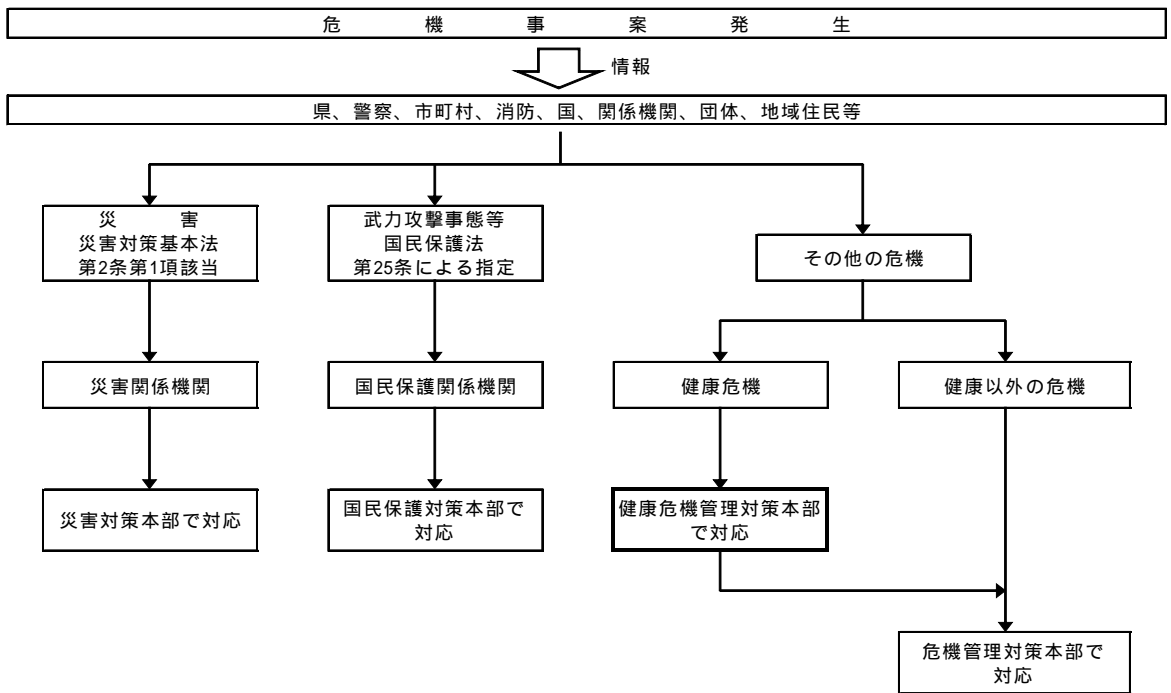 危機事案発生
情報
県、警察、市町村、消防、国、関係機関、団体、地域住民等
災害
災害対策基本法
第2条第1項該当
武力攻撃事態等
国民保護法
第25条による指定
その他の危機
災害関係機関
国民保護関係機関
健康危機
健康以外の危機
災害対策本部で対応
国民保護対策本部で
対応
健康危機管理対策本部
で対応
危機管理対策本部で
対応